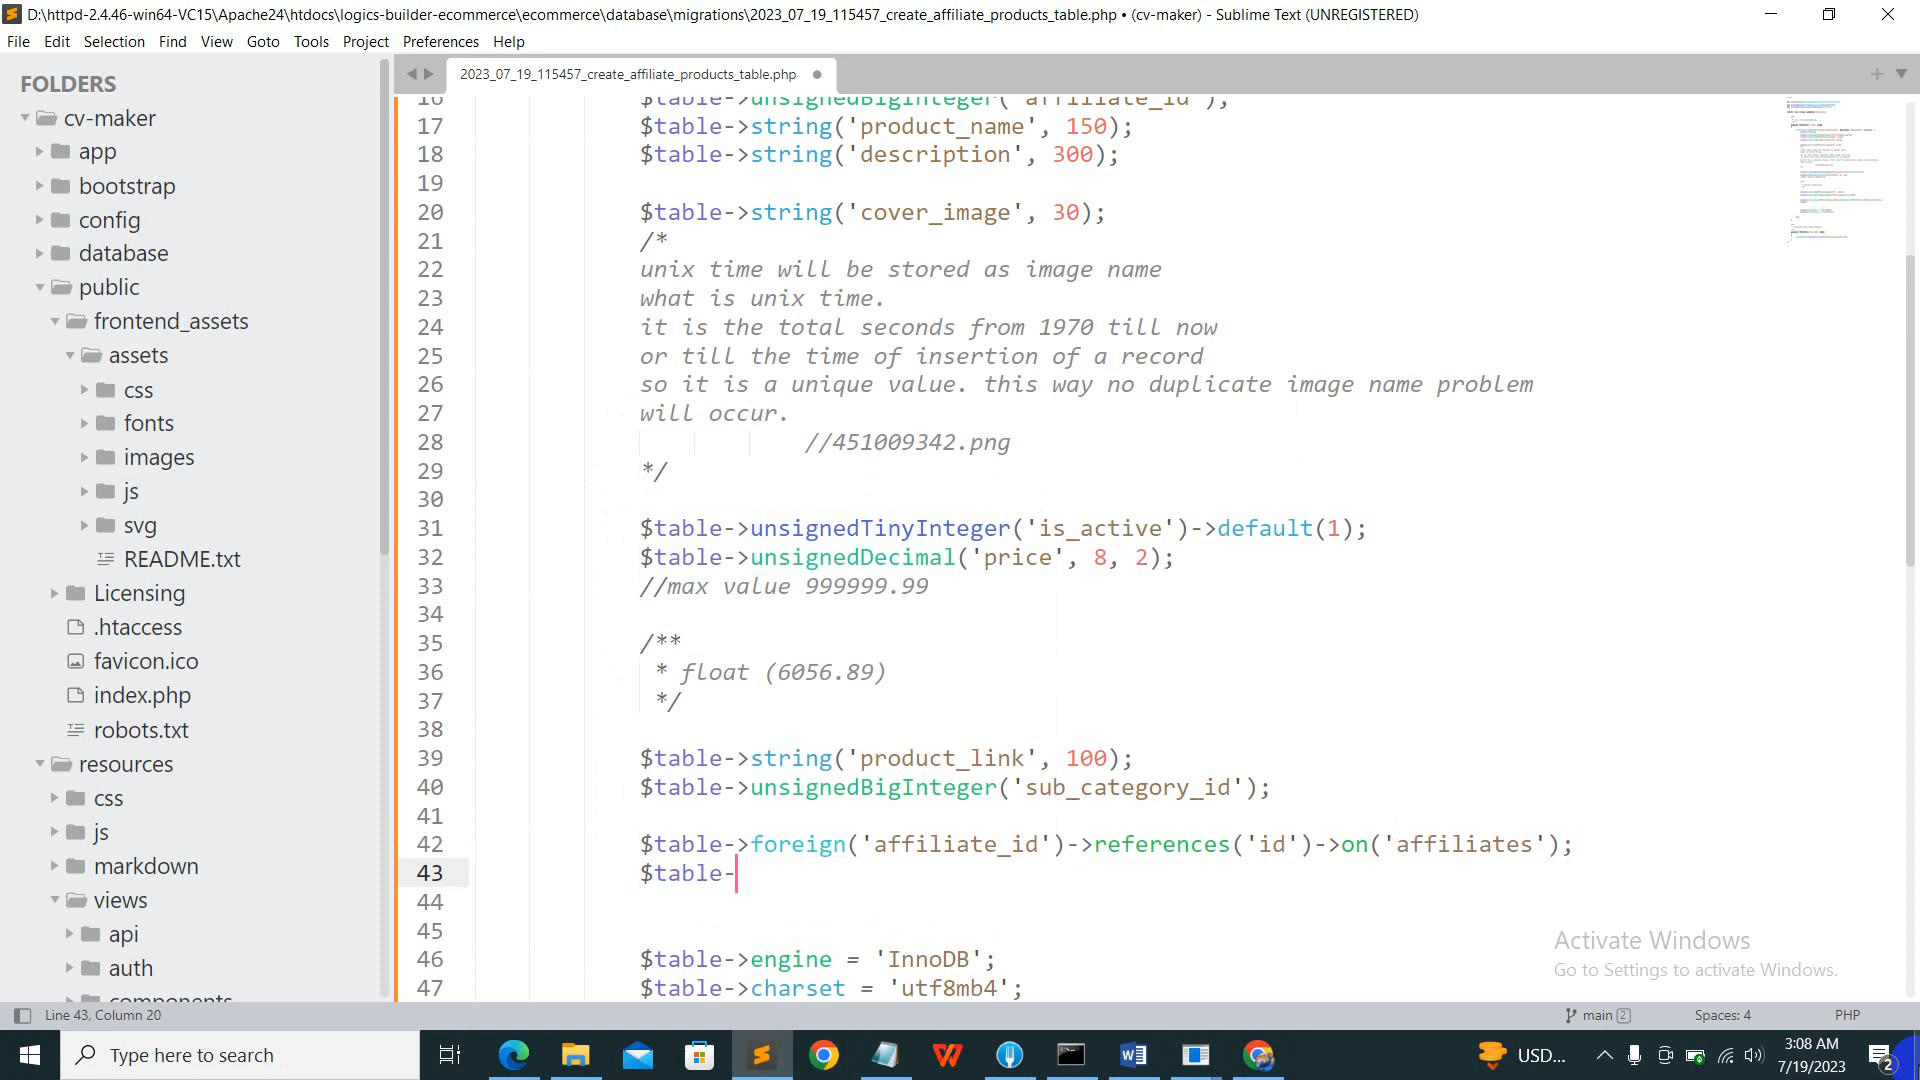 D:\httpd-2.4.46-win64-VC15\Apache24\htdocs\logics-builder-ecommerce\ecommerce\database\migrations\2023_07_19_115457_create_affiliate_products_table.php • (cv-maker) - Sublime Text (UNREGISTERED)
File Edit Selection Find View Goto Tools Project Preferences Help
FOLDERS
cv-maker
app
bootstrap
config
database
public
frontend_assets
assets
css
fonts
images
js
svg
README.txt
Licensing
.htaccess
favicon.ico
index.php
robots.txt
resources
css
js
markdown
views
api
auth
components
2023_07_19_115457_create_affiliate_products_table.php
16 $table->unsignedBigInteger('affiliate_id');
17 $table->string('product_name', 150);
18 $table->string('description', 300);
19
20 $table->string('cover_image', 30);
21 /*
22 unix time will be stored as image name
23 what is unix time.
24 it is the total seconds from 1970 till now
25 or till the time of insertion of a record
26 so it is a unique value. this way no duplicate image name problem
27 will occur.
28 //451009342.png
29 */
30
31 $table->unsignedTinyInteger('is_active')->default(1);
32 $table->unsignedDecimal('price', 8, 2);
33 //max value 999999.99
34
35 /**
36 * float (6056.89)
37 */
38
39 $table->string('product_link', 100);
40 $table->unsignedBigInteger('sub_category_id');
41
42 $table->foreign('affiliate_id')->references('id')->on('affiliates');
43 $table-
44
45
46 $table->engine = 'InnoDB';
47 $table->charset = 'utf8mb4';
Activate Windows
Go to Settings to activate Windows.
Line 43, Column 20
main 2
Spaces: 4
PHP
Type here to search
USD...
3:08 AM
7/19/2023
2